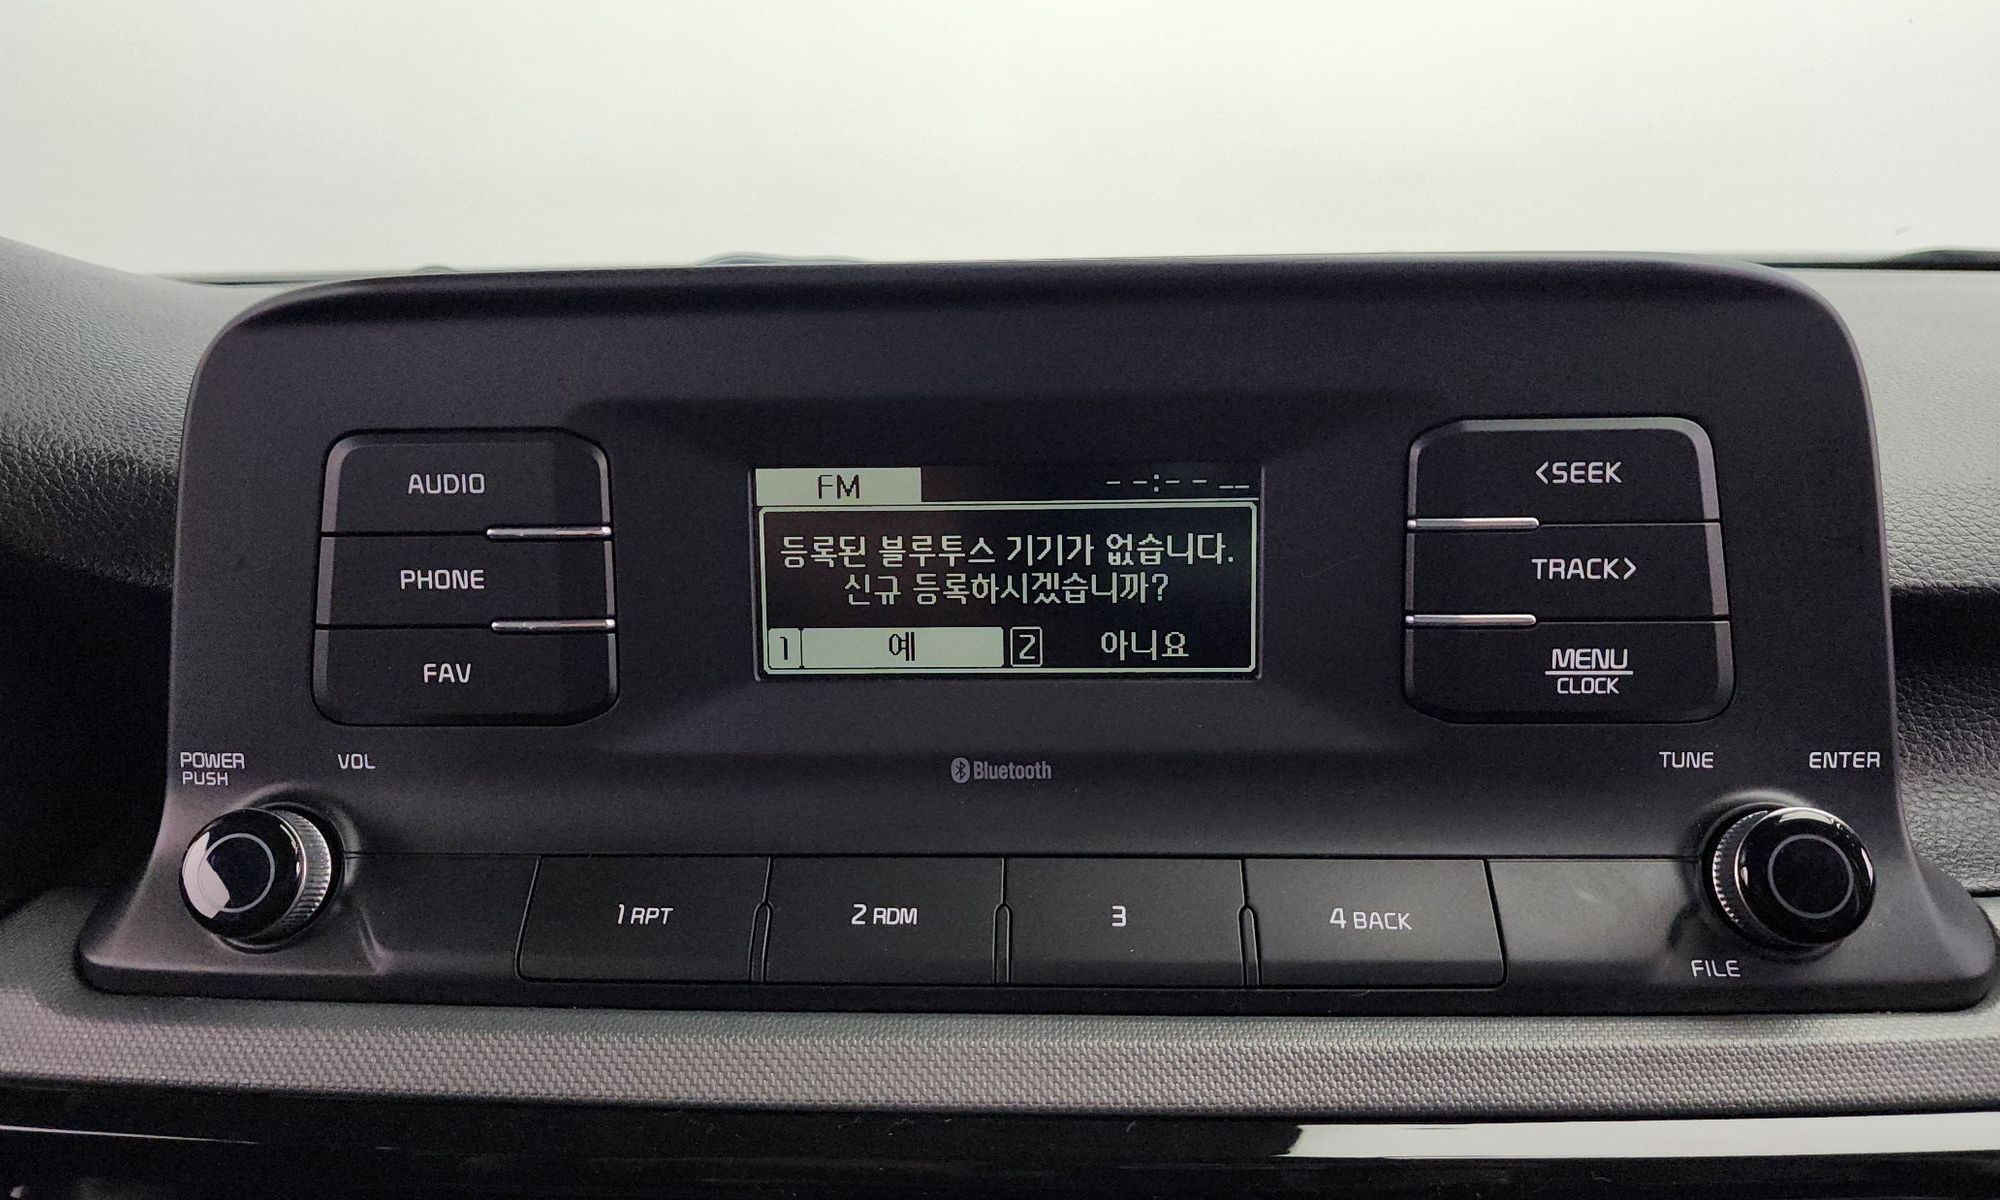 AUDIO
PHONE
FAV
FM --:-- --
등록된 블루투스 기기가 없습니다.
신규 등록하시겠습니까?
1 예 2 아니요
<SEEK
TRACK>
MENU
CLOCK
POWER
PUSH
VOL
Bluetooth
TUNE
ENTER
1 RPT
2 RDM
3
4 BACK
FILE